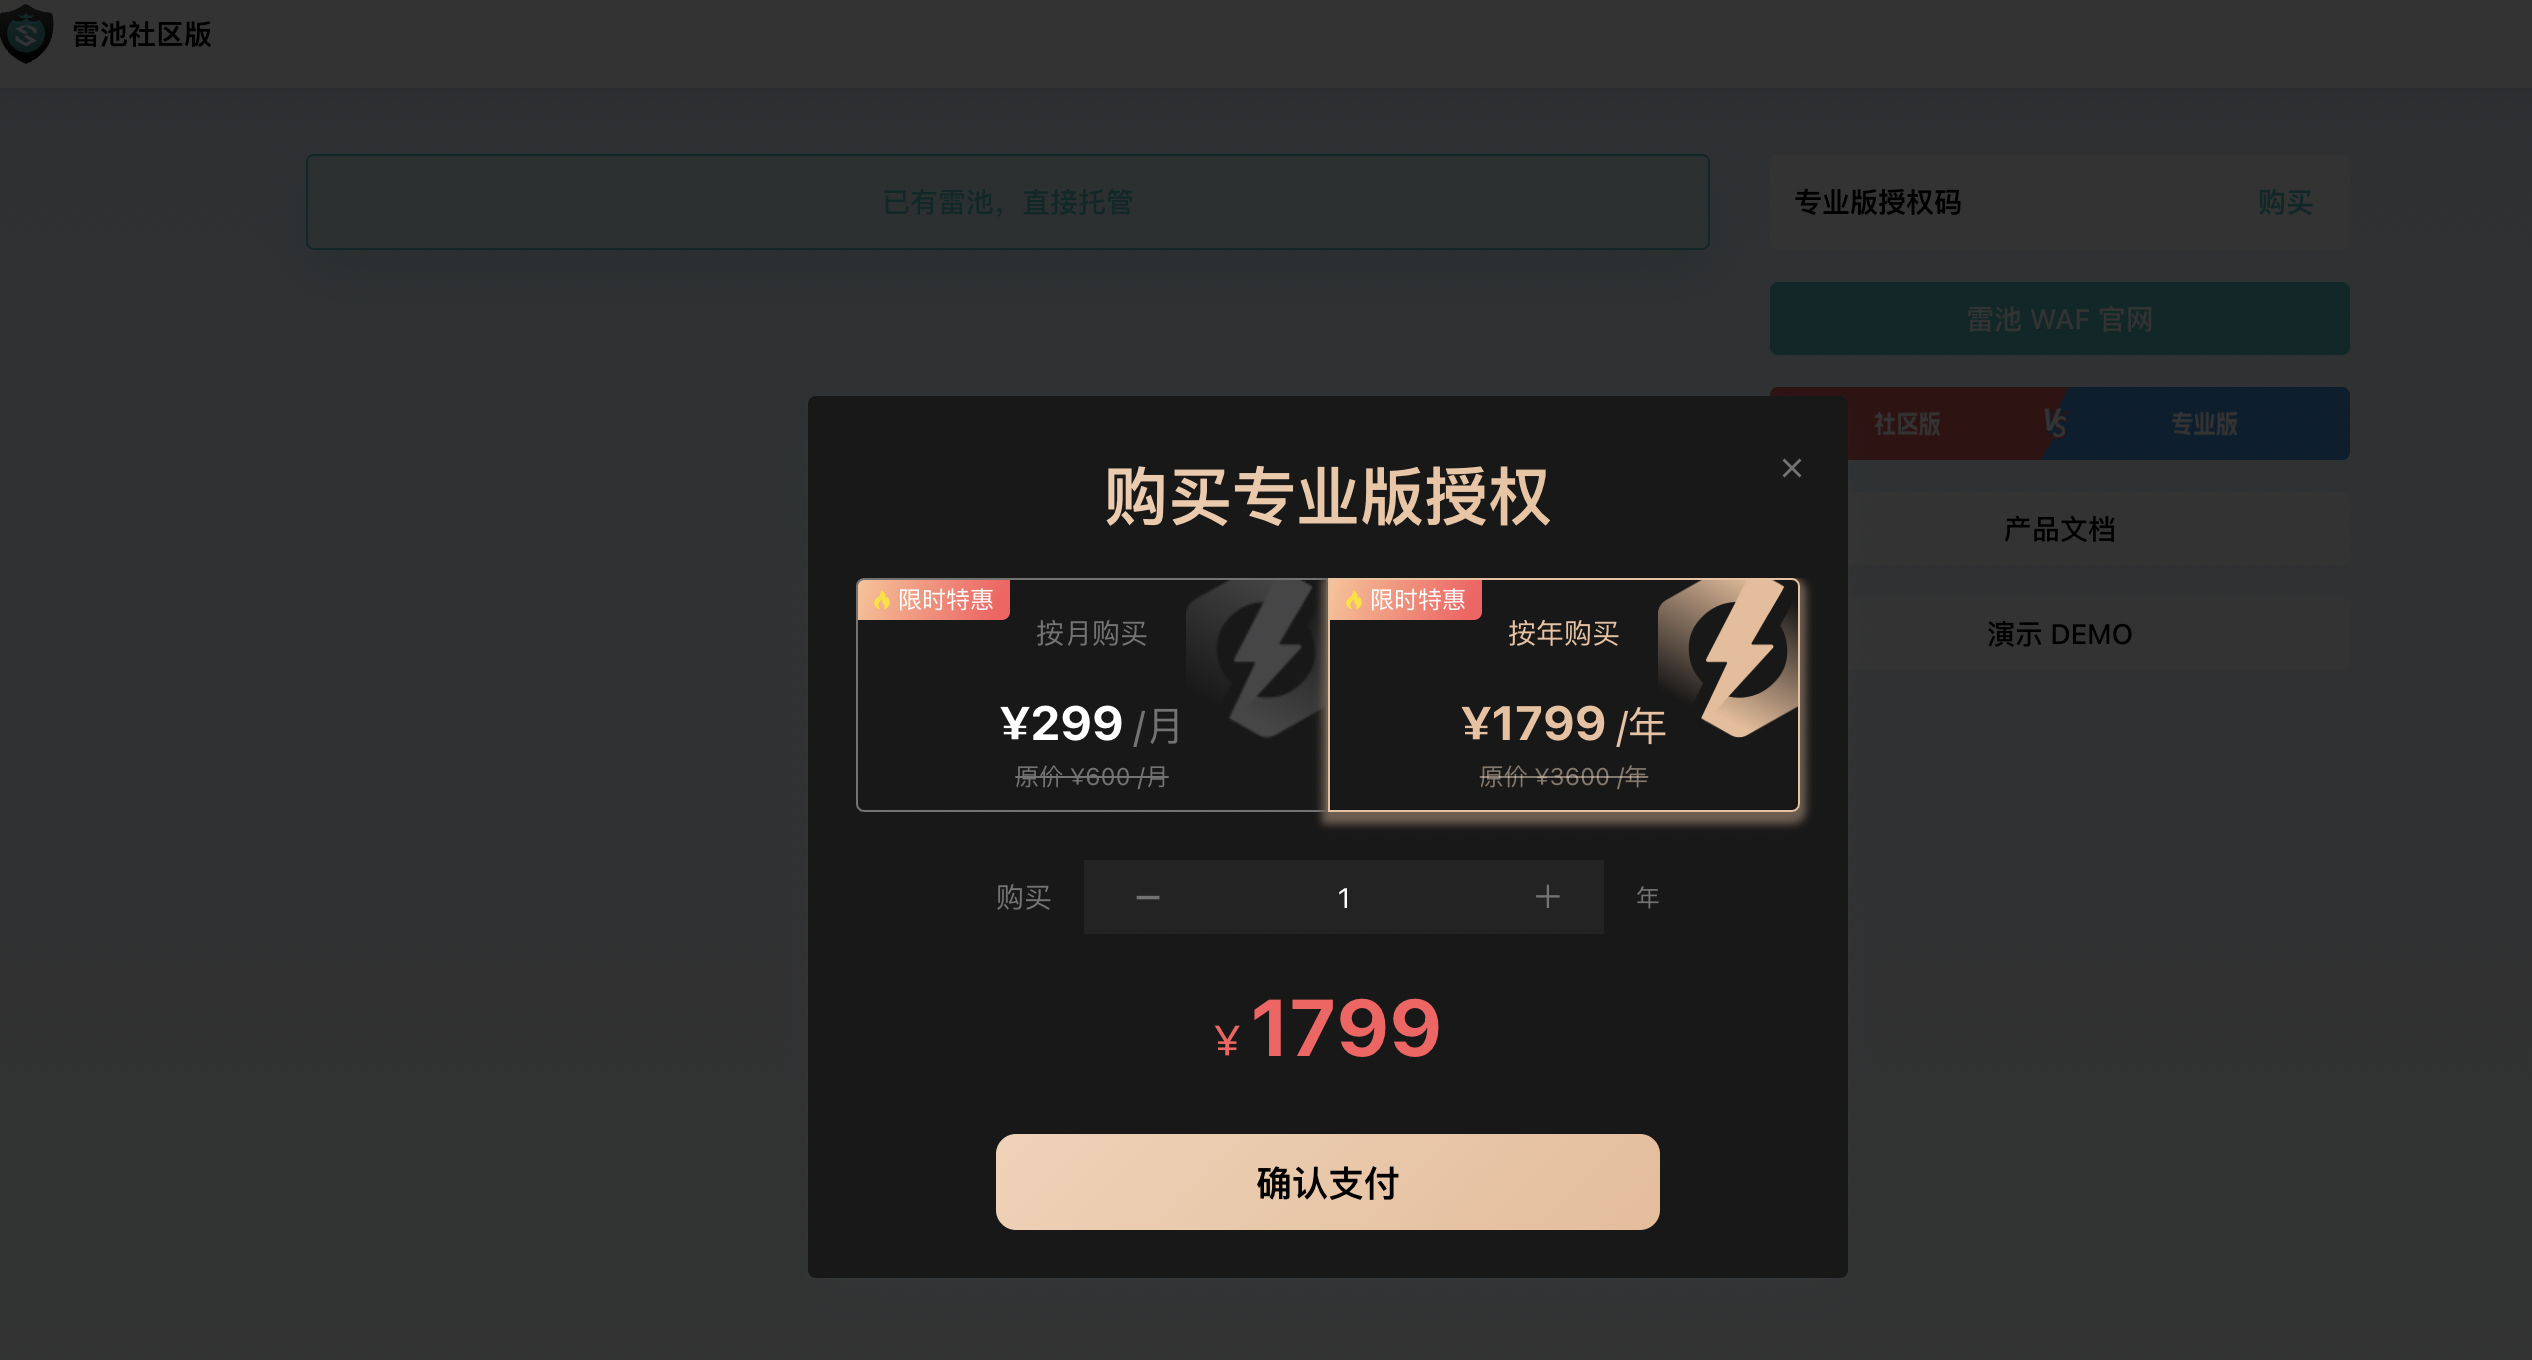 雷池社区版
已有雷池，直接托管
专业版授权码
购买
雷池 WAF 官网
社区版
VS
专业版
产品文档
演示 DEMO
购买专业版授权
限时特惠
按月购买
¥299 /月
原价 ¥600 /月
限时特惠
按年购买
¥1799 /年
原价 ¥3600 /年
购买
1
年
¥ 1799
确认支付